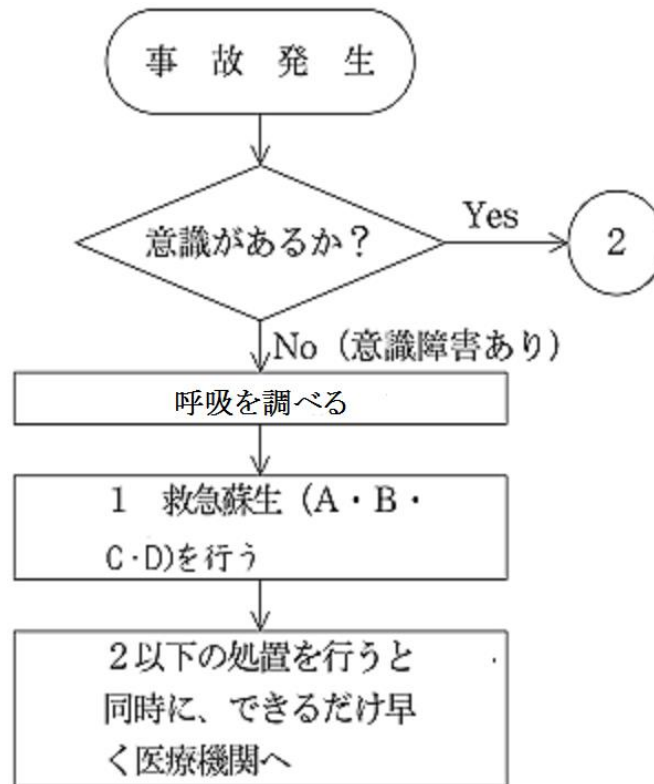 事故発生
意識があるか？
Yes
2
No（意識障害あり）
呼吸を調べる
1　救急蘇生（A・B・
C・D)を行う
2以下の処置を行うと
同時に、できるだけ早
く医療機関へ